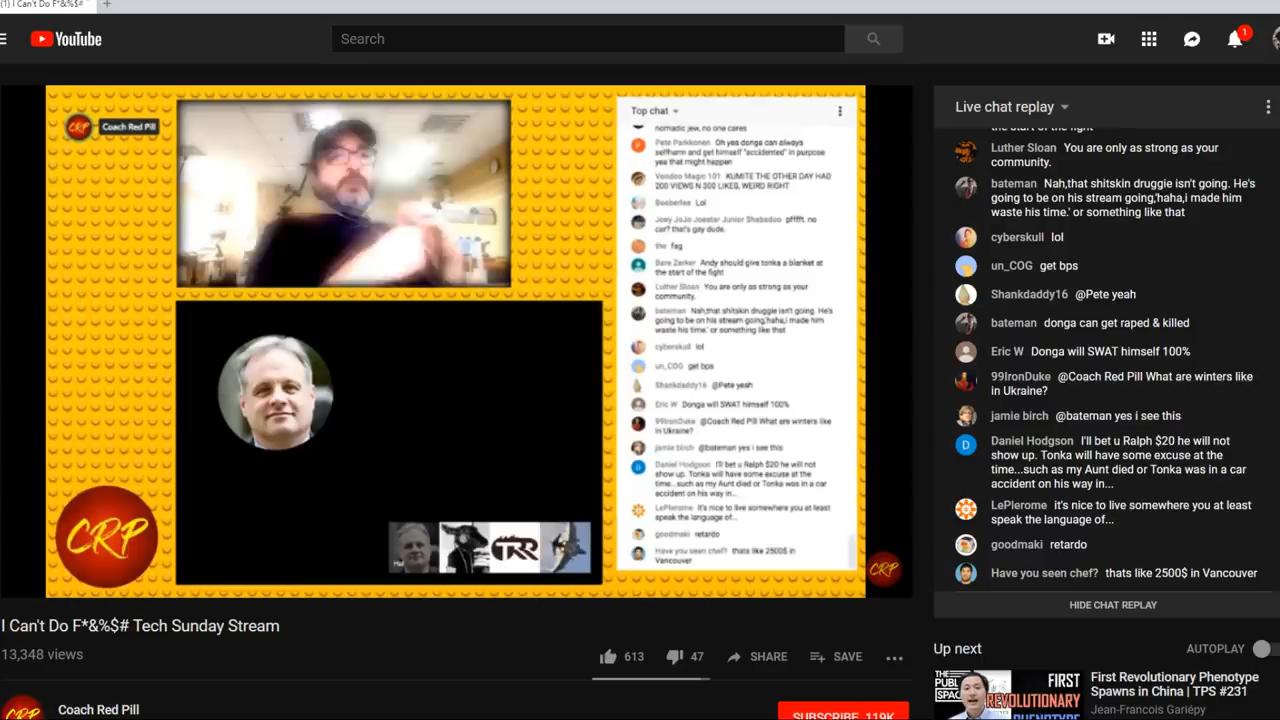 (1) I Can't Do F*&%$#
YouTube
Search
1
CRP
Coach Red Pill
Top chat
nomadic jew, no one cares
Pete Parkkonen Oh yea donga can always
selfharm and get himself "accidented" in purpose
yea that might happen
Voodoo Magic 101 KUMITE THE OTHER DAY HAD
200 VIEWS N 300 LIKES, WEIRD RIGHT
Booberlee Lol
Joey JoJo Joestar Junior Shabadoo pfffft. no
car? that's gay dude.
the fag
Bare Zerker Andy should give tonka a blanket at
the start of the fight
Luther Sloan You are only as strong as your
community.
bateman Nah,that shitskin druggie isn't going. He's
going to be on his stream going,'haha,i made him
waste his time.' or something like that
cyberskull lol
un_COG get bps
Shankdaddy16 @Pete yeah
Eric W Donga will SWAT himself 100%
99IronDuke @Coach Red Pill What are winters like
in Ukraine?
jamie birch @bateman yes i see this
Daniel Hodgson I'll bet u Ralph $20 he will not
show up. Tonka will have some excuse at the
time...such as my Aunt died or Tonka was in a car
accident on his way in...
LePlerome it's nice to live somewhere you at least
speak the language of...
goodmaki retardo
Have you seen chef? thats like 2500$ in
Vancouver
TRR
CRP
CRP
Live chat replay
the start of the fight
Luther Sloan You are only as strong as your
community.
bateman Nah,that shitskin druggie isn't going. He's
going to be on his stream going,'haha,i made him
waste his time.' or something like that
cyberskull lol
un_COG get bps
Shankdaddy16 @Pete yeah
bateman donga can get raided & killed
Eric W Donga will SWAT himself 100%
99IronDuke @Coach Red Pill What are winters like
in Ukraine?
jamie birch @bateman yes i see this
Daniel Hodgson I'll bet u Ralph $20 he will not
show up. Tonka will have some excuse at the
time...such as my Aunt died or Tonka was in a car
accident on his way in...
LePlerome it's nice to live somewhere you at least
speak the language of...
goodmaki retardo
Have you seen chef? thats like 2500$ in Vancouver
HIDE CHAT REPLAY
I Can't Do F*&%$# Tech Sunday Stream
13,348 views
613
47
SHARE
SAVE
Coach Red Pill
SUBSCRIBE 119K
Up next
AUTOPLAY
THE
PUBL
SPAC
FIRST
REVOLUTIONARY
PHENOTYPE
First Revolutionary Phenotype
Spawns in China | TPS #231
Jean-Francois Gariépy